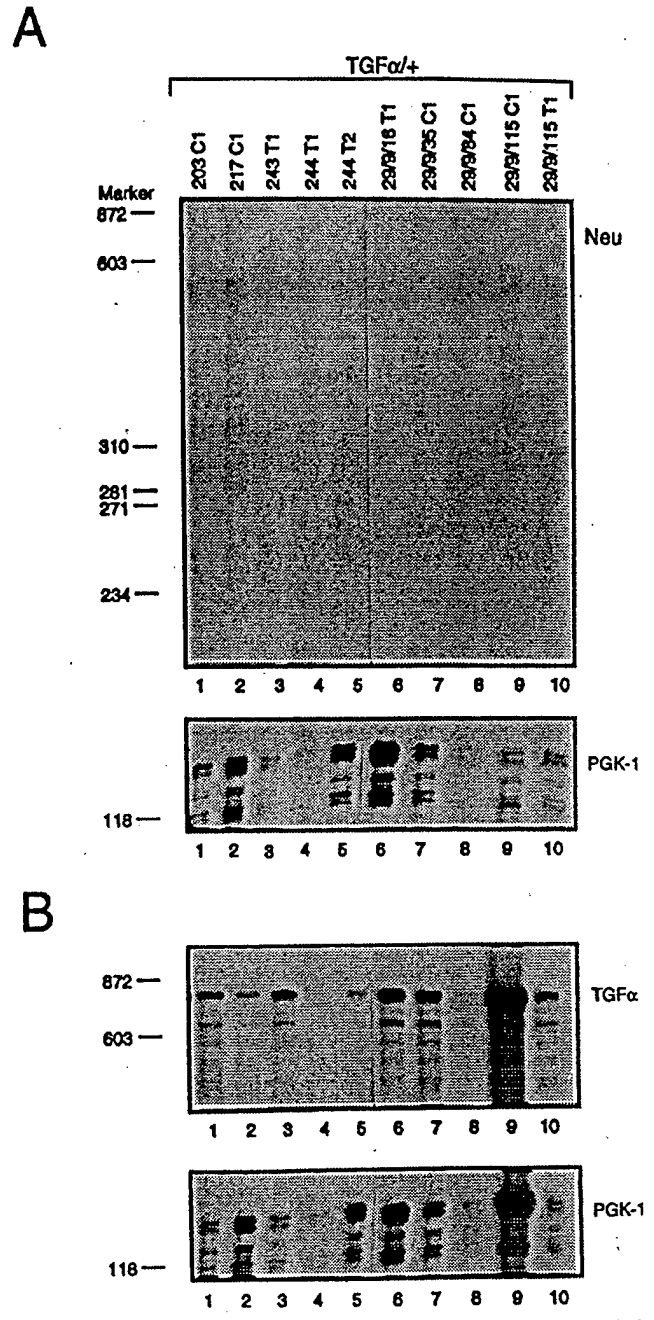 A
TGFα/+
203 C1
217 C1
243 T1
244 T1
244 T2
29/9/16 T1
29/9/35 C1
29/9/84 C1
29/9/115 C1
29/9/115 T1
Marker
872
603
Neu
310
281
271
234
1 2 3 4 5 6 7 8 9 10
PGK-1
118
1 2 3 4 5 6 7 8 9 10
B
872
TGFα
603
1 2 3 4 5 6 7 8 9 10
PGK-1
118
1 2 3 4 5 6 7 8 9 10